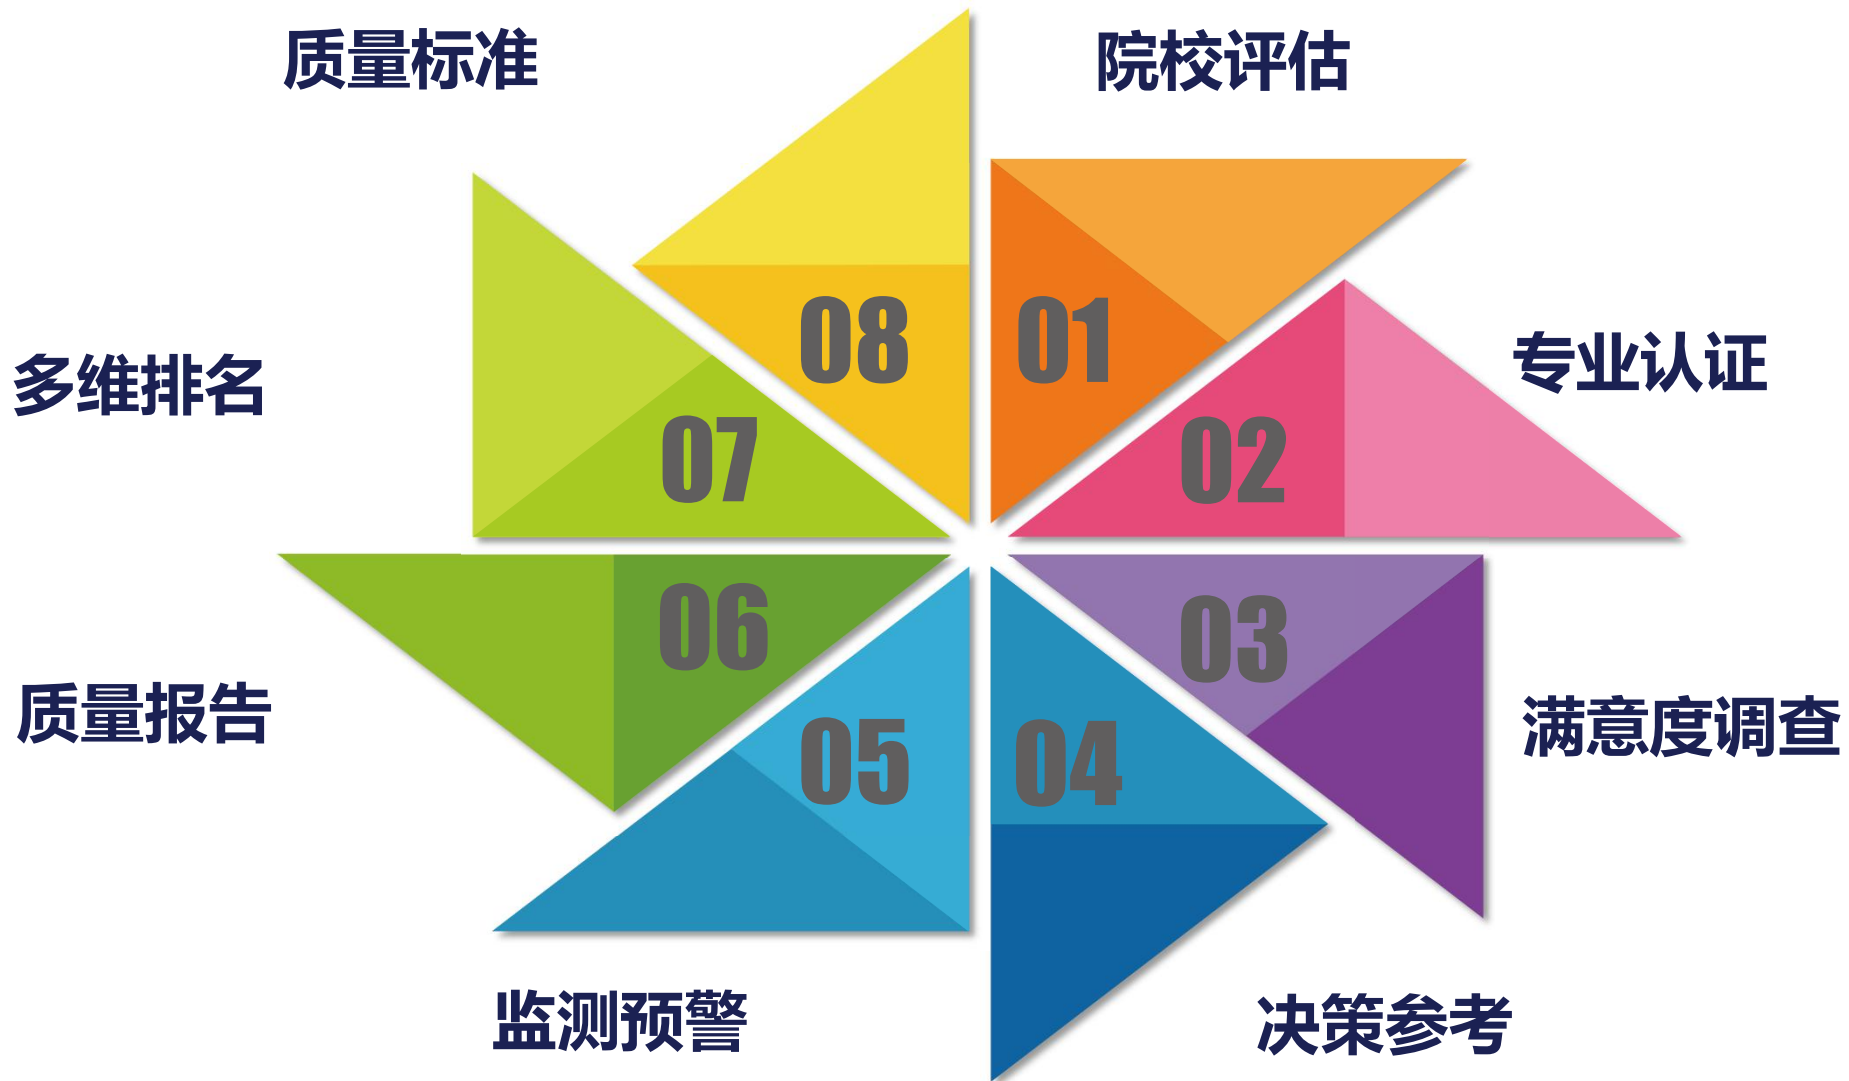 质量标准
院校评估
08
01
多维排名
专业认证
07
02
质量报告
满意度调查
06
03
05
04
监测预警
决策参考